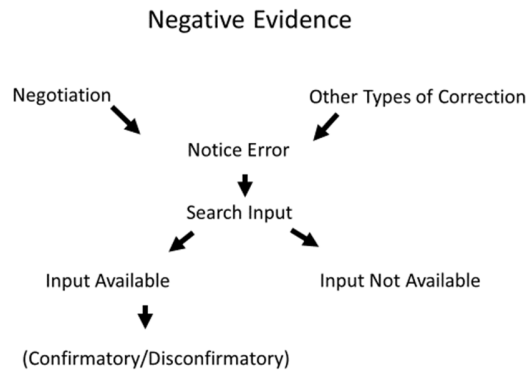 Negative Evidence
Negotiation
Other Types of Correction
Notice Error
Search Input
Input Available
Input Not Available
(Confirmatory/Disconfirmatory)